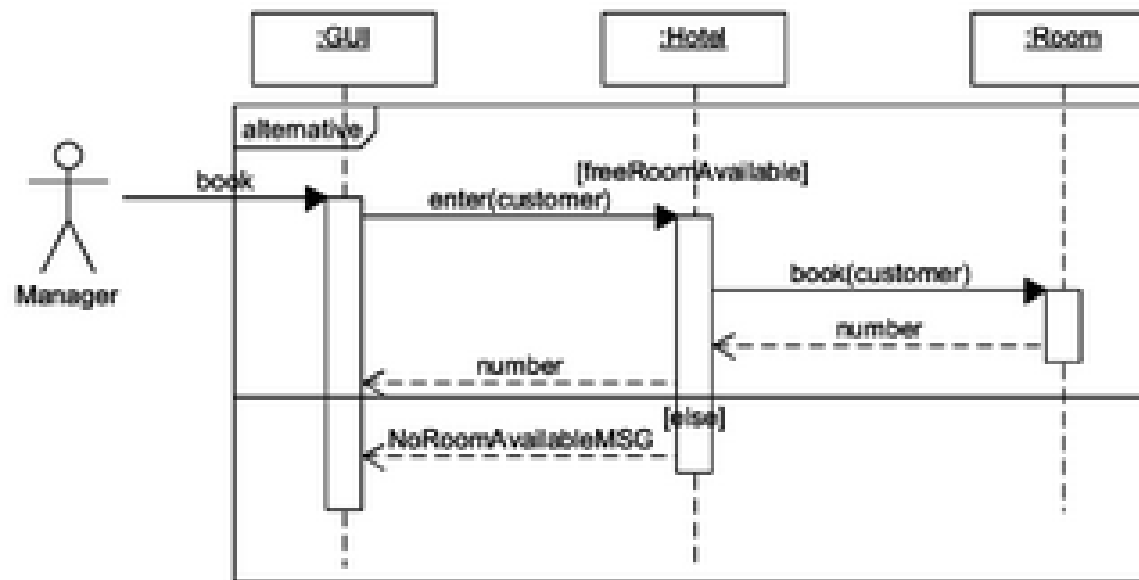 :GUI
:Hotel
:Room
alternative
[freeRoomAvailable]
book
enter(customer)
book(customer)
Manager
number
number
[else]
NoRoomAvailableMSG